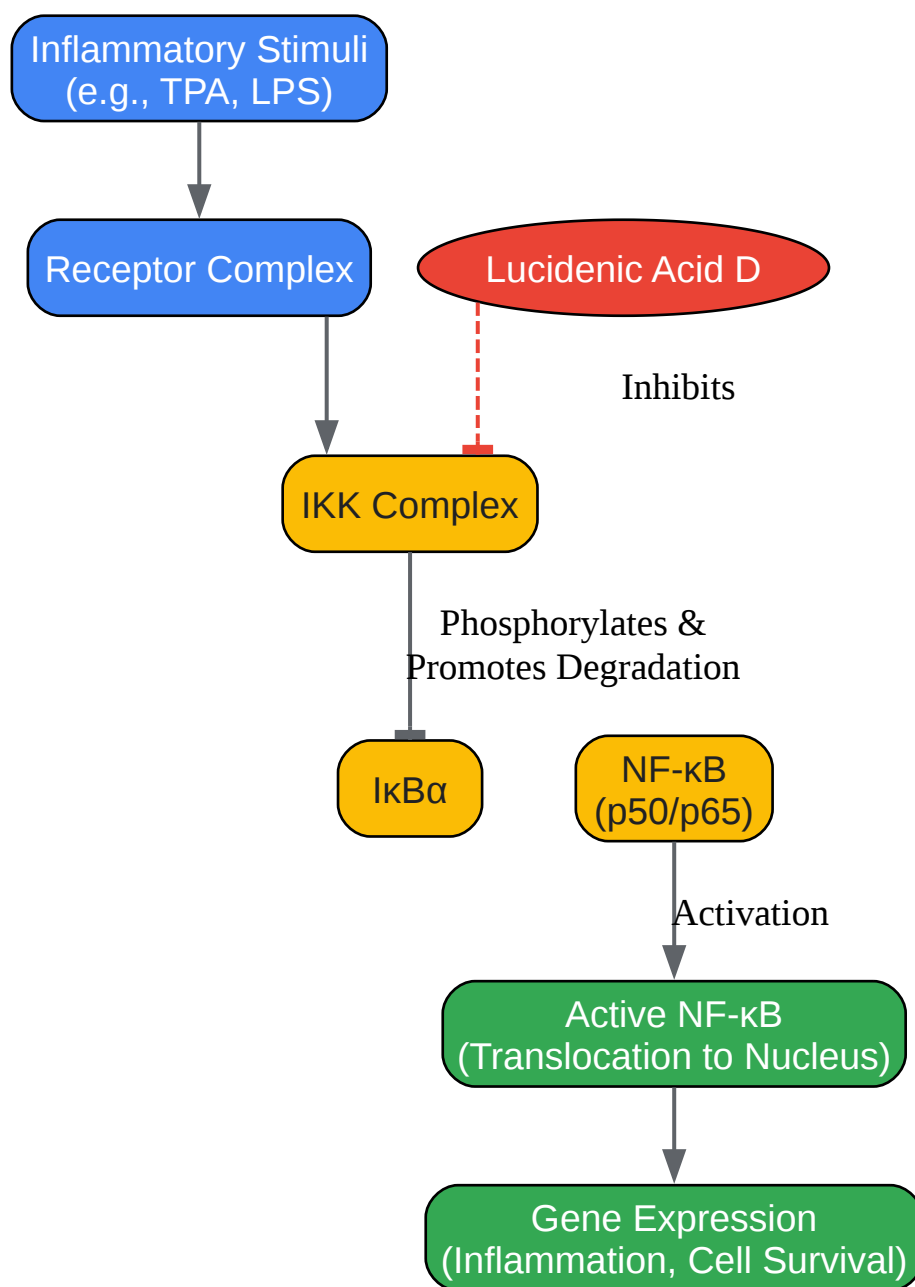 Inflammatory Stimuli
(e.g., TPA, LPS)
Receptor Complex
Lucidenic Acid D
Inhibits
IKK Complex
Phosphorylates &
Promotes Degradation
IκBα
NF-κB
(p50/p65)
Activation
Active NF-κB
(Translocation to Nucleus)
Gene Expression
(Inflammation, Cell Survival)